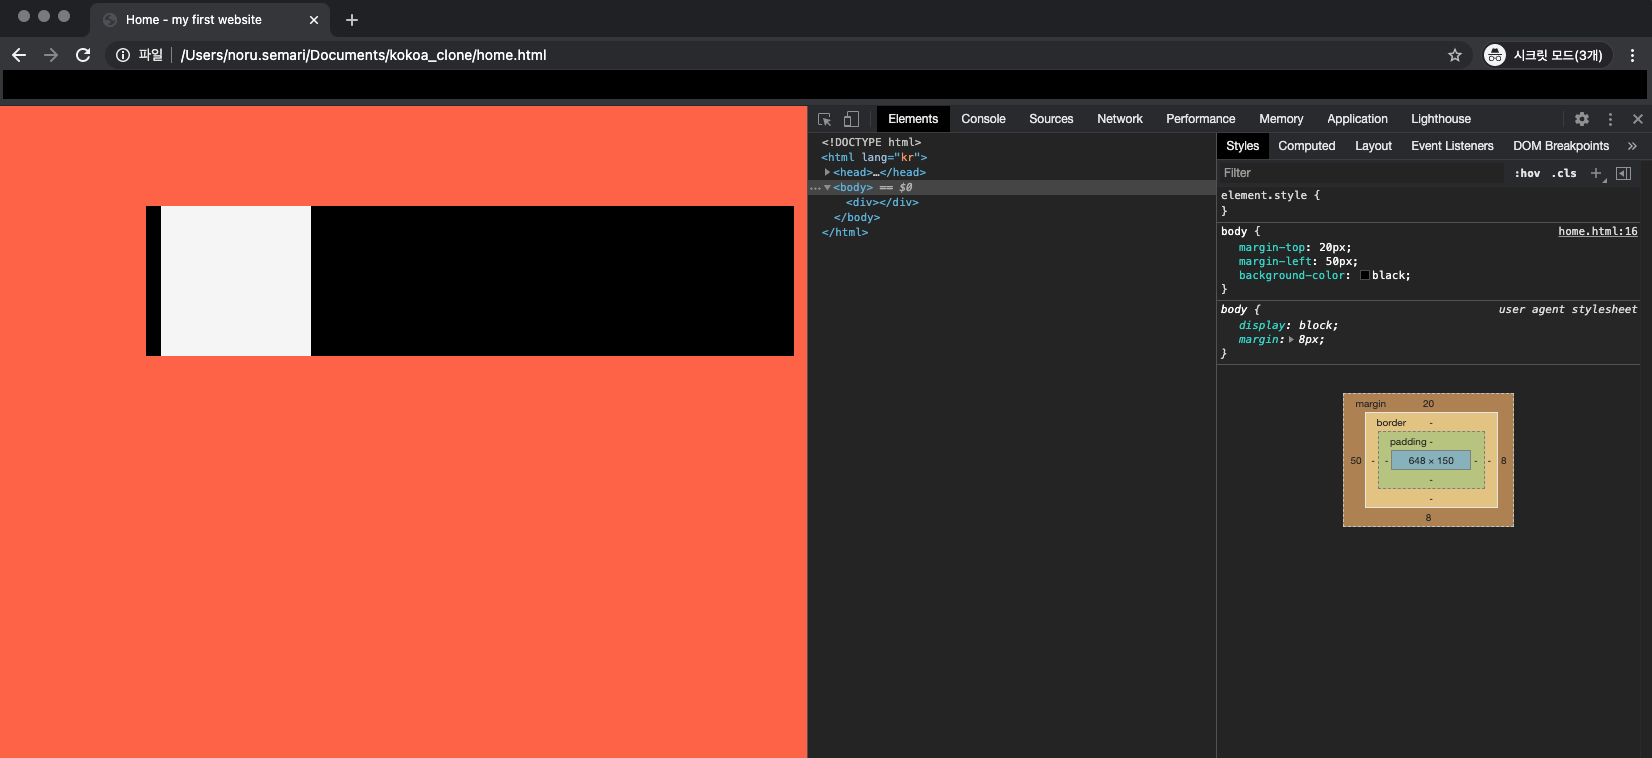 Home - my first website
파일 /Users/noru.semari/Documents/kokoa_clone/home.html 시크릿 모드(3개)
Elements Console Sources Network Performance Memory Application Lighthouse
<!DOCTYPE html>
<html lang="kr">
<head>…</head>
<body> == $0
<div></div>
</body>
</html>
Styles Computed Layout Event Listeners DOM Breakpoints »
Filter :hov .cls +
element.style {
}
body { home.html:16
margin-top: 20px;
margin-left: 50px;
background-color: black;
}
body { user agent stylesheet
display: block;
margin: 8px;
}
margin 20
border -
padding -
50 - - 648 × 150 - - 8
-
-
8